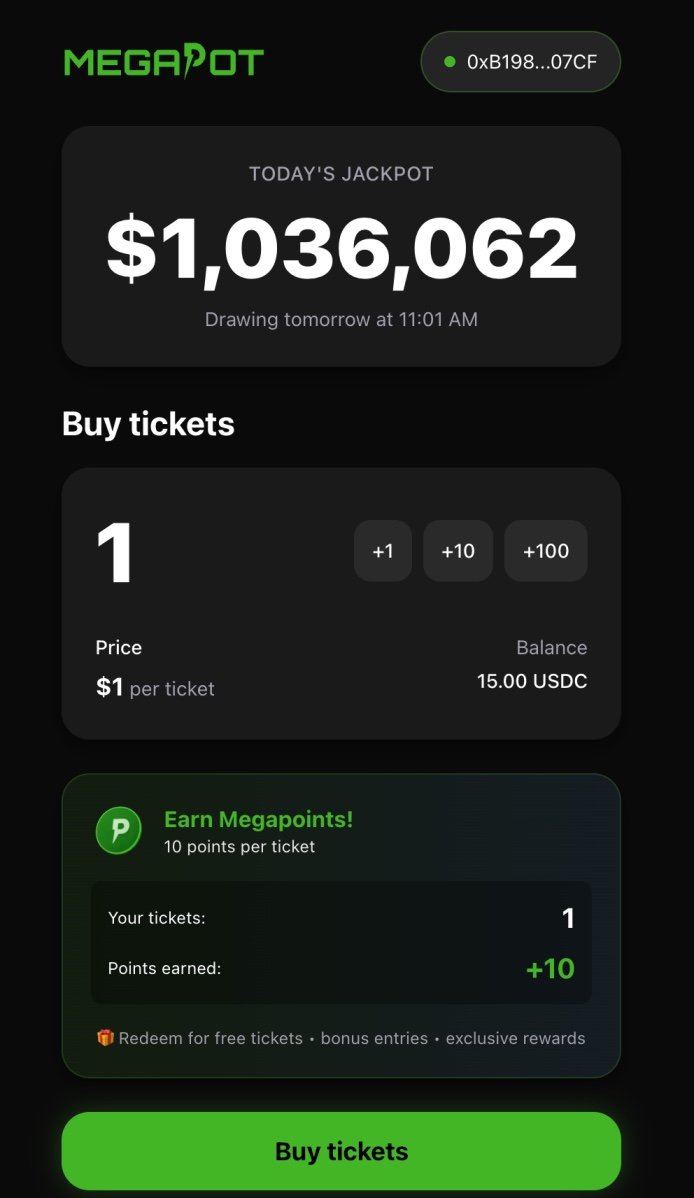 MEGAPOT
0xB198...07CF
TODAY'S JACKPOT
$1,036,062
Drawing tomorrow at 11:01 AM
Buy tickets
1
+1
+10
+100
Price
Balance
$1 per ticket
15.00 USDC
P
Earn Megapoints!
10 points per ticket
Your tickets:
1
Points earned:
+10
🎁 Redeem for free tickets • bonus entries • exclusive rewards
Buy tickets